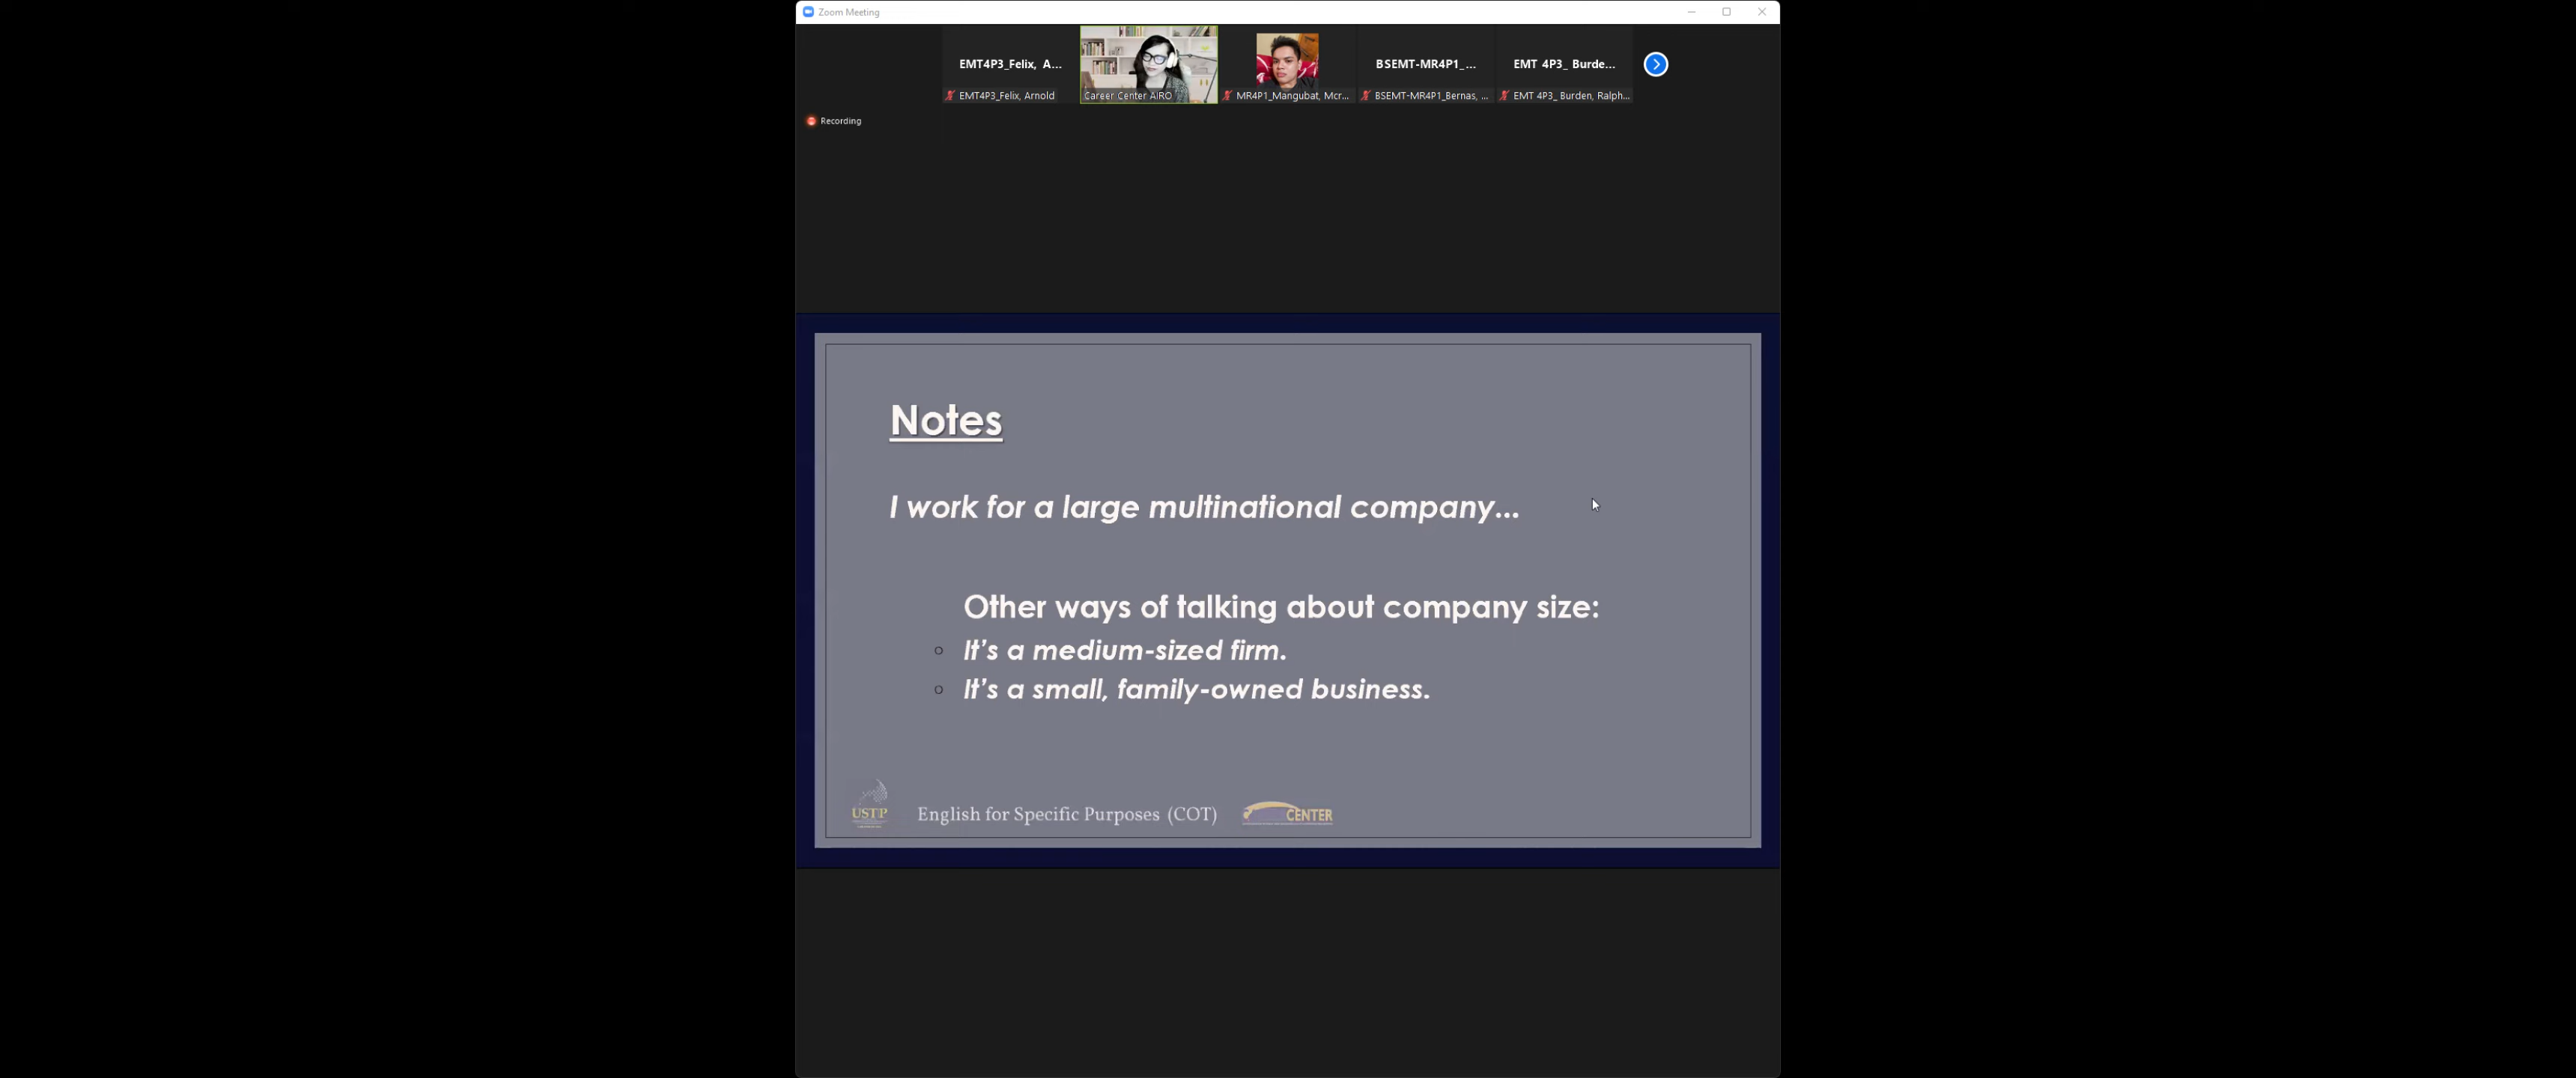 Zoom Meeting
EMT4P3_Felix, A...
BSEMT-MR4P1_...
EMT 4P3_ Burde...
EMT4P3_Felix, Arnold
Career Center AIRO
MR4P1_Mangubat, Mcr...
BSEMT-MR4P1_Bernas, ...
EMT 4P3_ Burden, Ralph...
Recording
Notes
I work for a large multinational company...
Other ways of talking about company size:
It's a medium-sized firm.
It's a small, family-owned business.
USTP
English for Specific Purposes (COT)
CENTER